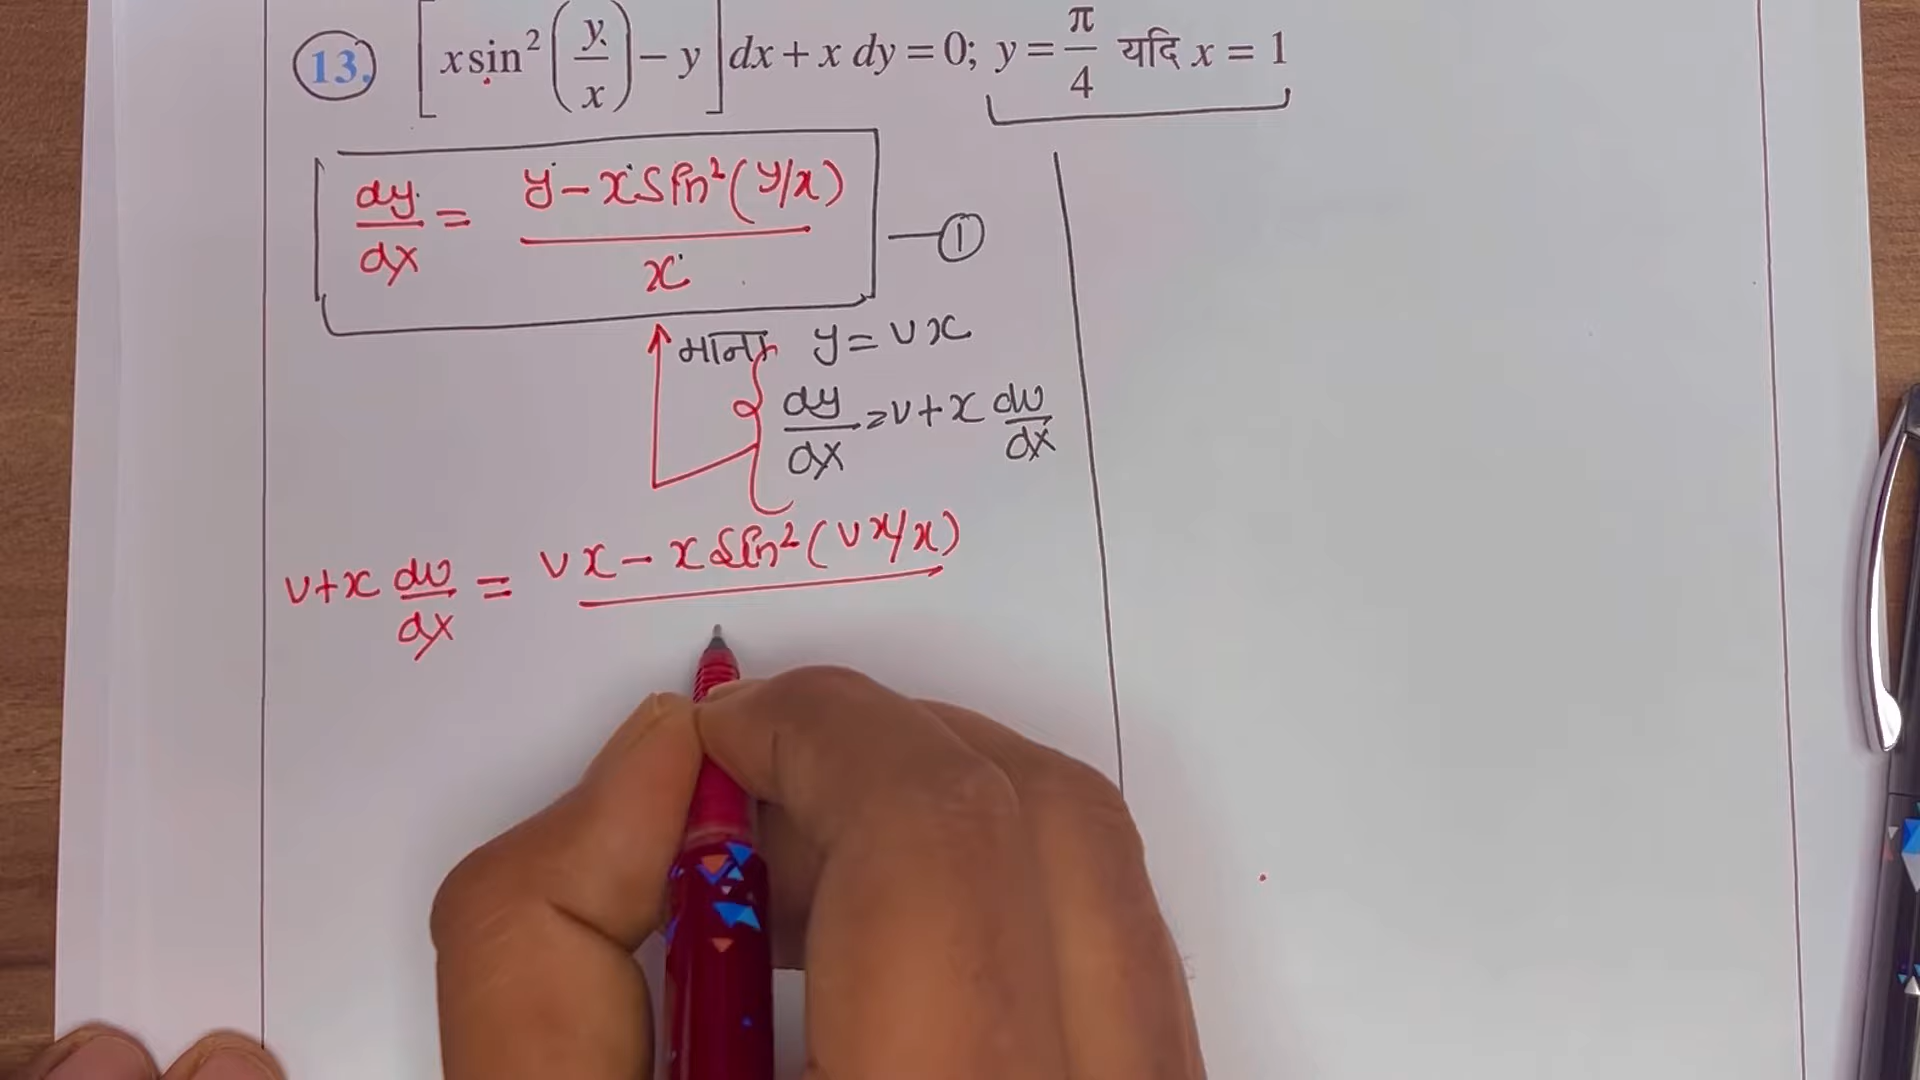 13. [x sin²(y/x) − y] dx + x dy = 0; y = π/4 यदि x = 1
dy/dx = (y − x sin²(y/x))/x — ①
माना y = vx
dy/dx = v + x dv/dx
v + x dv/dx = vx − x sin²(vx/x)